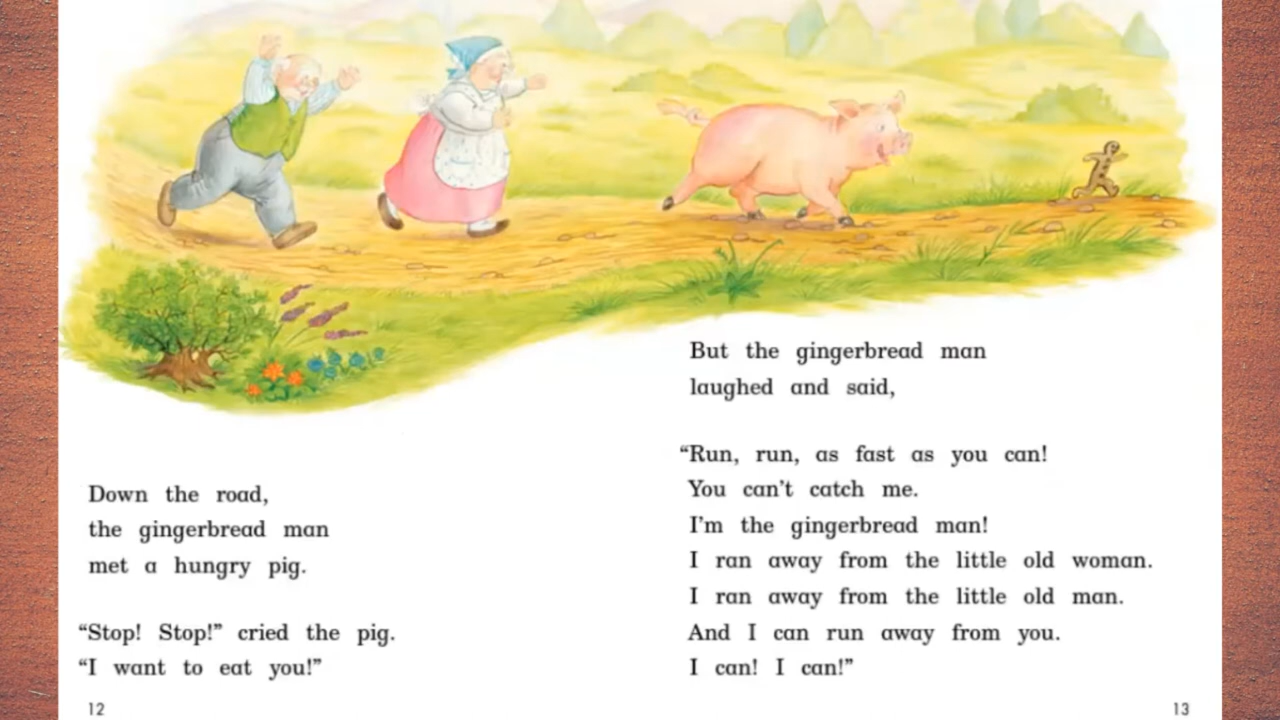 Down the road,
the gingerbread man
met a hungry pig.
“Stop! Stop!” cried the pig.
“I want to eat you!”
12
But the gingerbread man
laughed and said,
“Run, run, as fast as you can!
You can’t catch me.
I’m the gingerbread man!
I ran away from the little old woman.
I ran away from the little old man.
And I can run away from you.
I can! I can!”
13